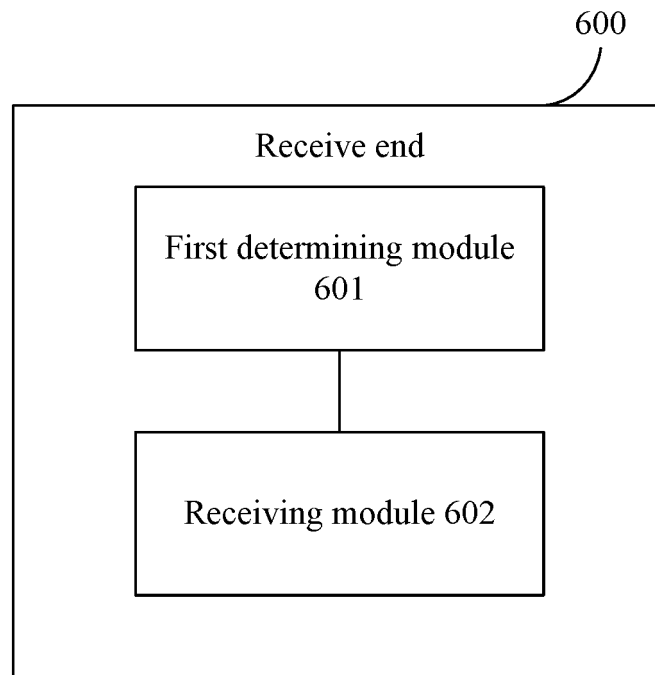 600
Receive end
First determining module
601
Receiving module 602